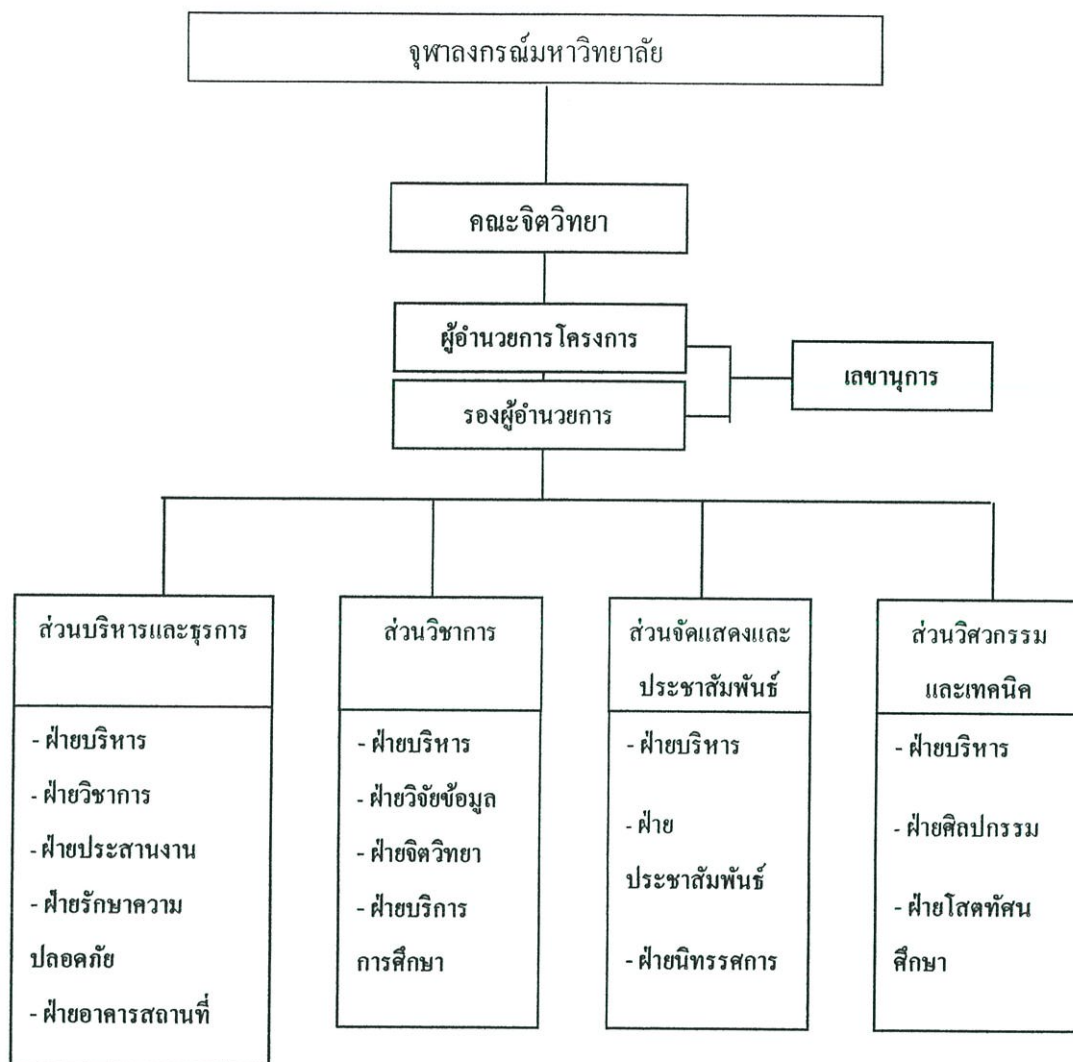 จุฬาลงกรณ์มหาวิทยาลัย
คณะจิตวิทยา
ผู้อำนวยการโครงการ
รองผู้อำนวยการ
เลขานุการ
ส่วนบริหารและธุรการ
- ฝ่ายบริหาร
- ฝ่ายวิชาการ
- ฝ่ายประสานงาน
- ฝ่ายรักษาความ
ปลอดภัย
- ฝ่ายอาคารสถานที่
ส่วนวิชาการ
- ฝ่ายบริหาร
- ฝ่ายวิจัยข้อมูล
- ฝ่ายจิตวิทยา
- ฝ่ายบริการ
การศึกษา
ส่วนจัดแสดงและ
ประชาสัมพันธ์
- ฝ่ายบริหาร
- ฝ่าย
ประชาสัมพันธ์
- ฝ่ายนิทรรศการ
ส่วนวิศวกรรม
และเทคนิค
- ฝ่ายบริหาร
- ฝ่ายศิลปกรรม
- ฝ่ายโสตทัศน
ศึกษา